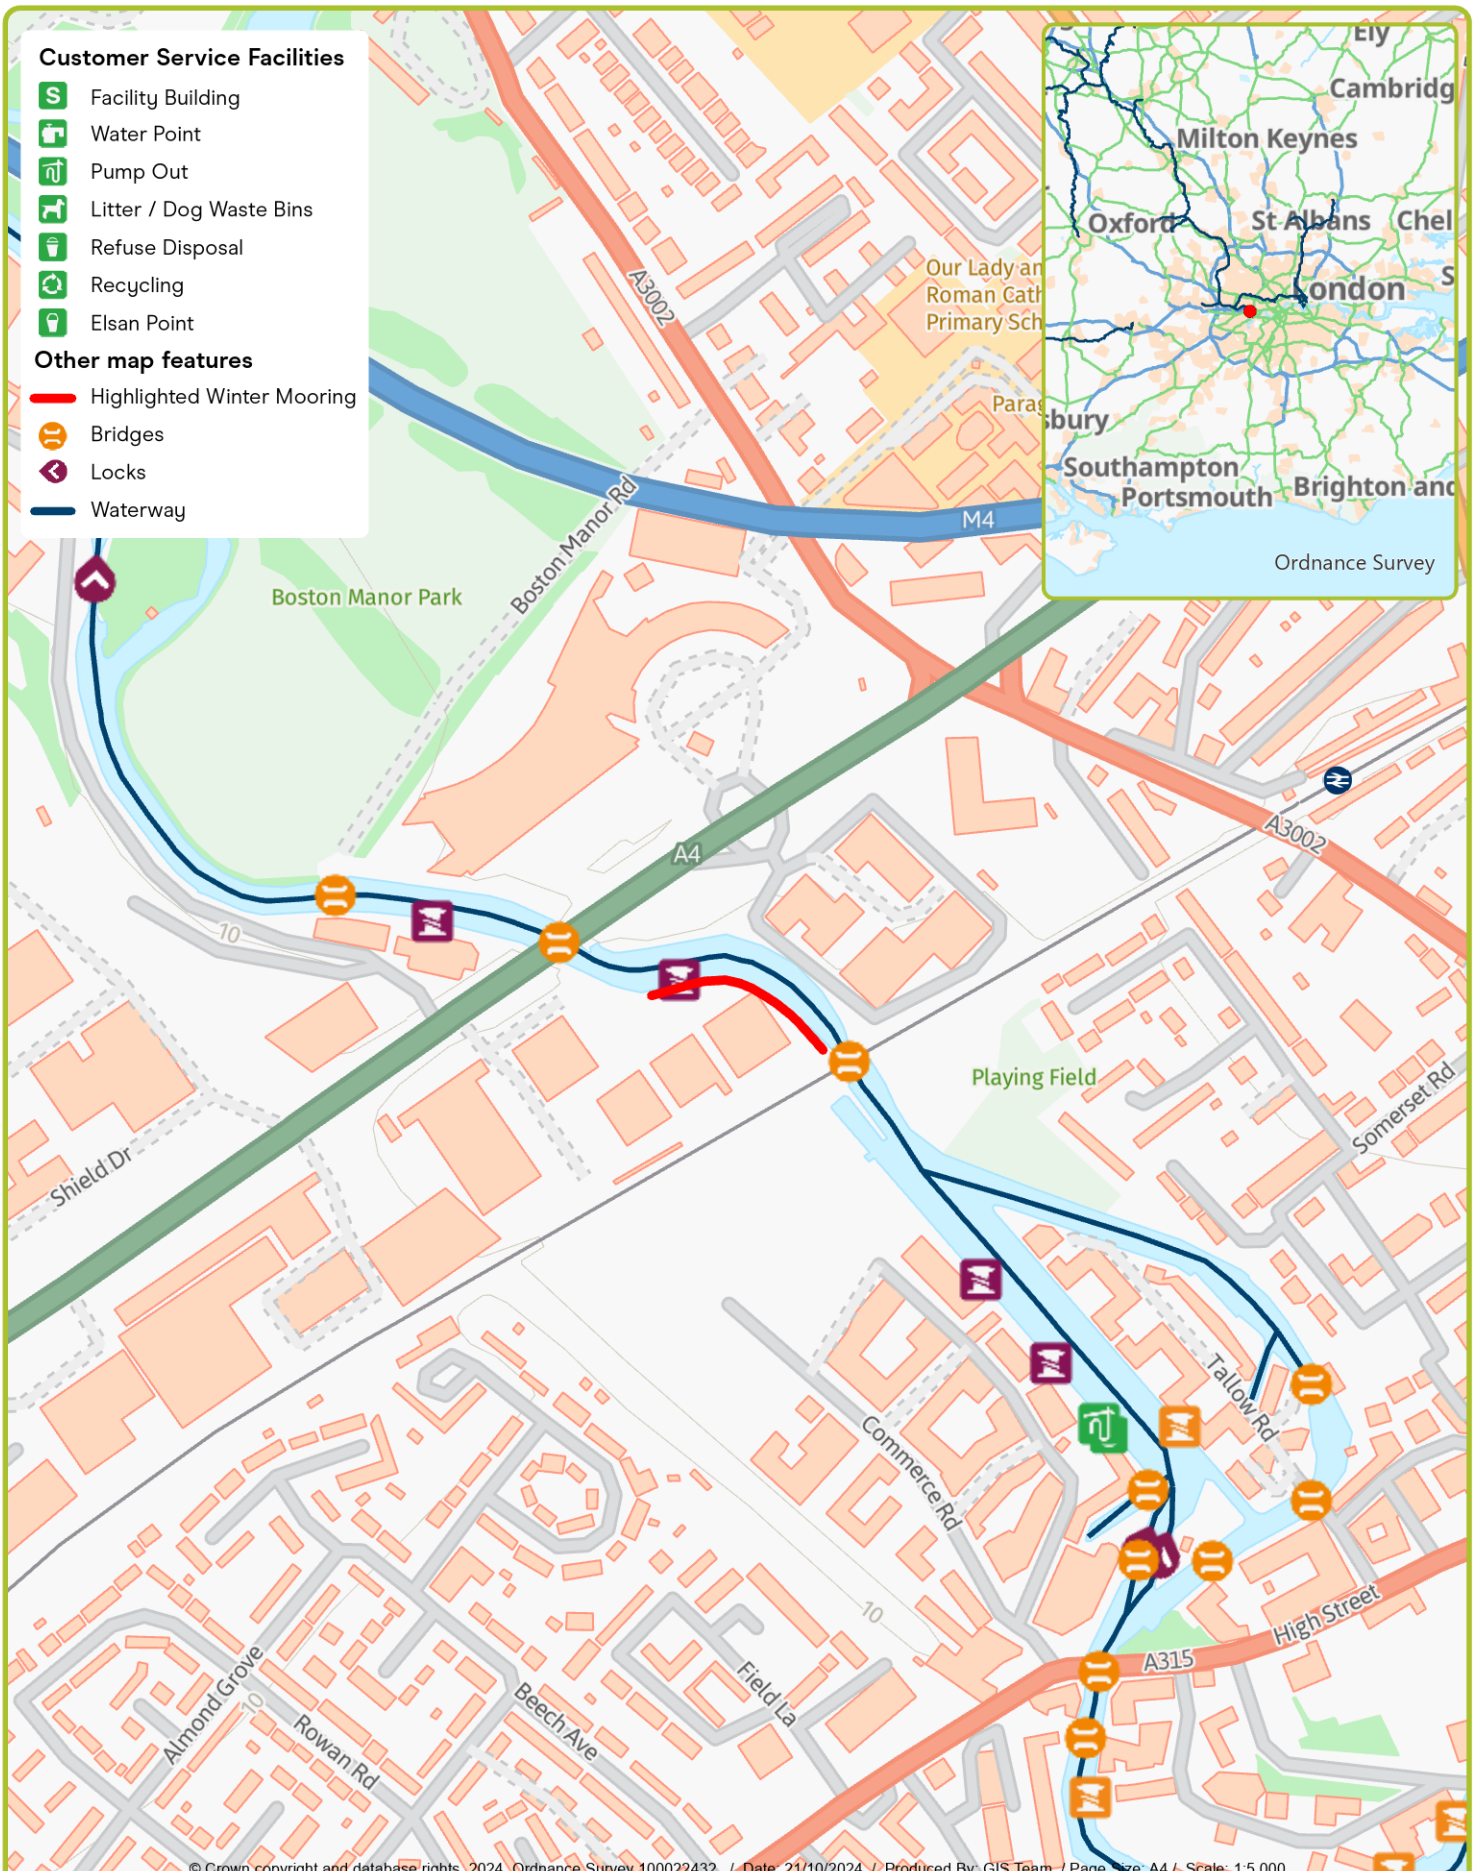 Customer Service Facilities
S
Facility Building
Water Point
Pump Out
Litter / Dog Waste Bins
Refuse Disposal
Recycling
Elsan Point
Other map features
Highlighted Winter Mooring
Bridges
Locks
Waterway
Ely
Cambridg
Milton Keynes
Oxford
St Albans
Chel
S
London
sbury
Southampton
Portsmouth
Brighton and
Ordnance Survey
A3002
Our Lady an
Roman Cath
Primary Sch
Parag
M4
Boston Manor Rd
Boston Manor Park
A3002
A4
10
Playing Field
Somerset Rd
Shield Dr
Tallow Rd
Commerce Rd
10
High Street
A315
Almond Grove
10
Rowan Rd
Beech Ave
Field La
© Crown copyright and database rights, 2024, Ordnance Survey 100022432 / Date: 21/10/2024 / Produced By: GIS Team / Page Size: A4 / Scale: 1:5,000